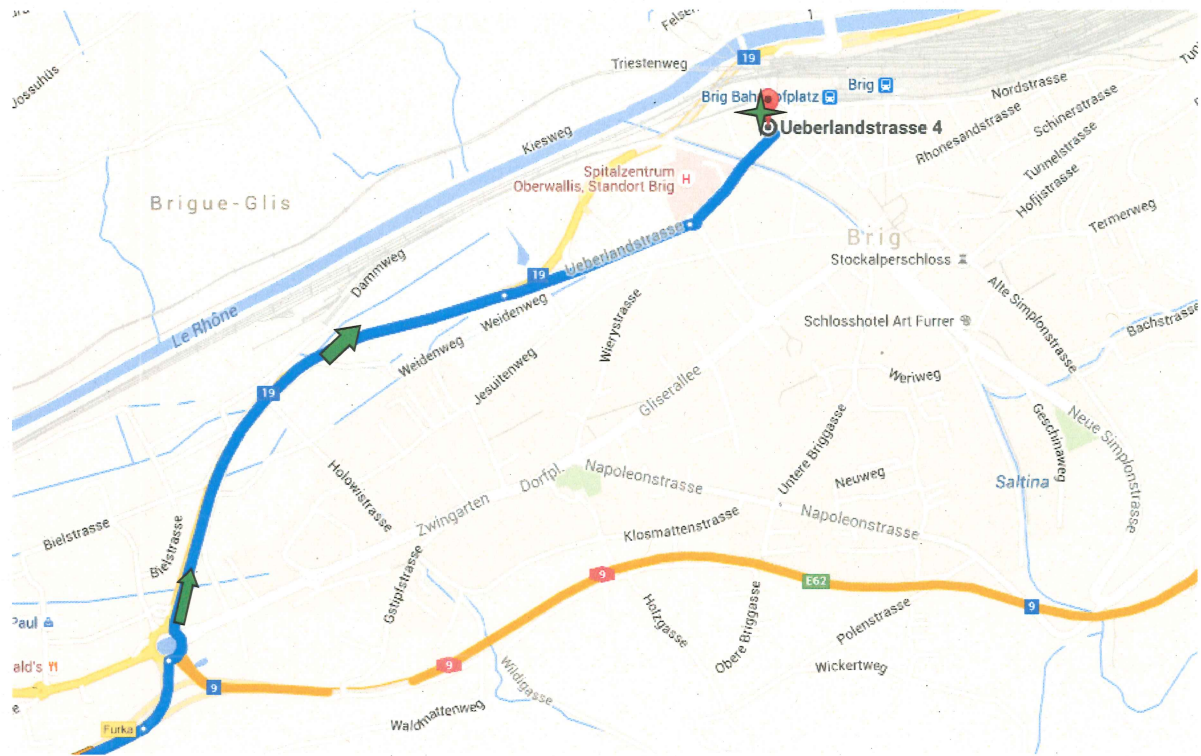 Jossuhüs
Felsen
Triestenweg
19
Brig
Brig Bahnhofplatz
Nordstrasse
Ueberlandstrasse 4
Schinerstrasse
Rhonesandstrasse
Kiesweg
Tunnelstrasse
Spitalzentrum
Oberwallis, Standort Brig
H
Hofjistrasse
Brigue-Glis
Termerweg
Brig
Ueberlandstrasse
Stockalperschloss
Dammweg
19
Alte Simplonstrasse
Weidenweg
Wierystrasse
Schlosshotel Art Furrer
Bachstrasse
Le Rhône
Weidenweg
Jesuitenweg
Weriweg
Gliserallee
19
Geschinaweg
Neue Simplonstrasse
Untere Briggasse
Holowistrasse
Dorfpl.
Napoleonstrasse
Neuweg
Saltina
Zwingarten
Napoleonstrasse
Klosmattenstrasse
Bielstrasse
Bielstrasse
Gstipfstrasse
9
E62
9
Holzgasse
Obere Briggasse
Polenstrasse
Paul
ald's
9
Wickertweg
Wildigasse
9
Waldmattenweg
Furka